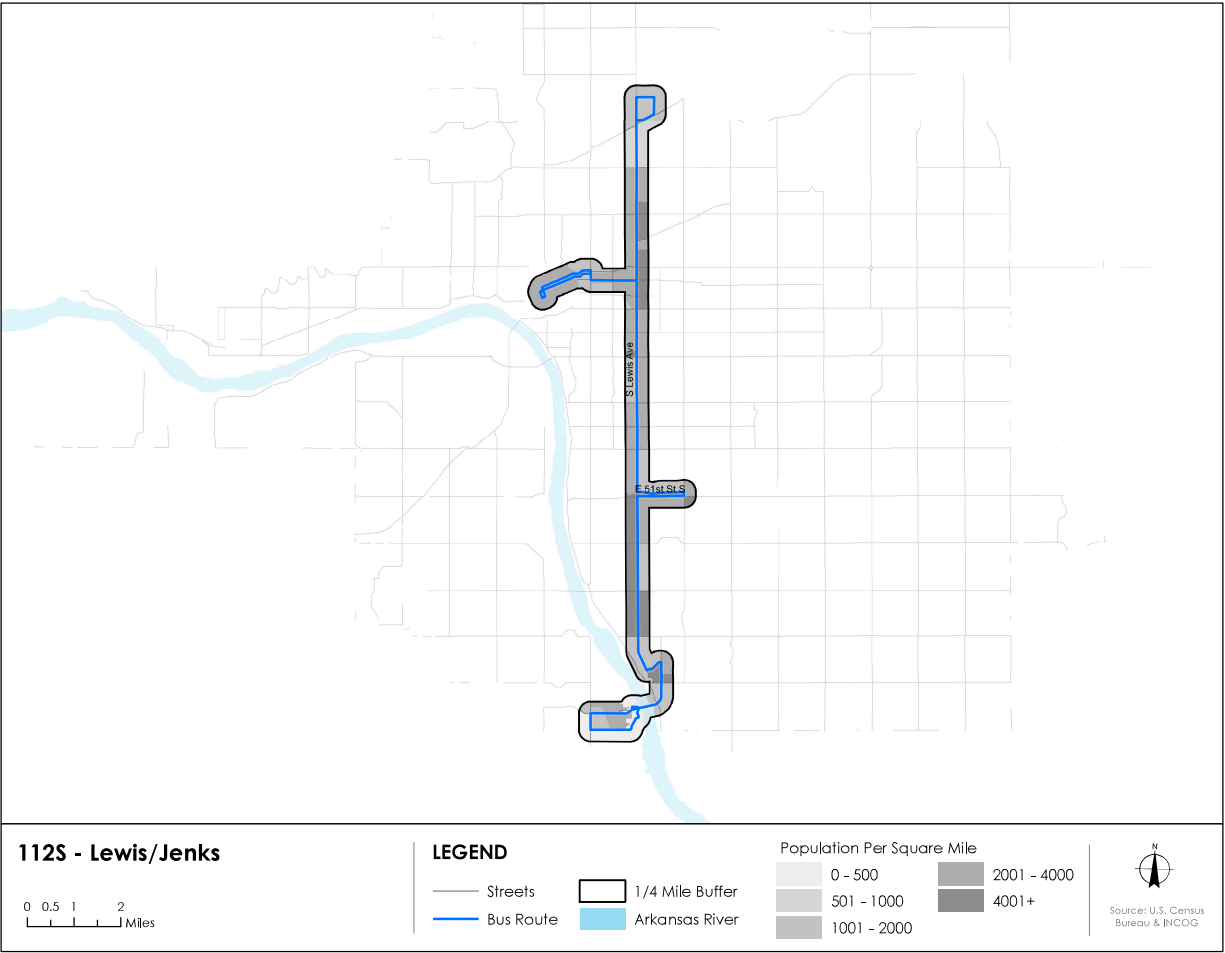 S Lewis Ave
E 51st St S
112S - Lewis/Jenks
0 0.5 1 2
Miles
LEGEND
Streets
Bus Route
1/4 Mile Buffer
Arkansas River
Population Per Square Mile
0 - 500
501 - 1000
1001 - 2000
2001 - 4000
4001+
N
Source: U.S. Census
Bureau & INCOG